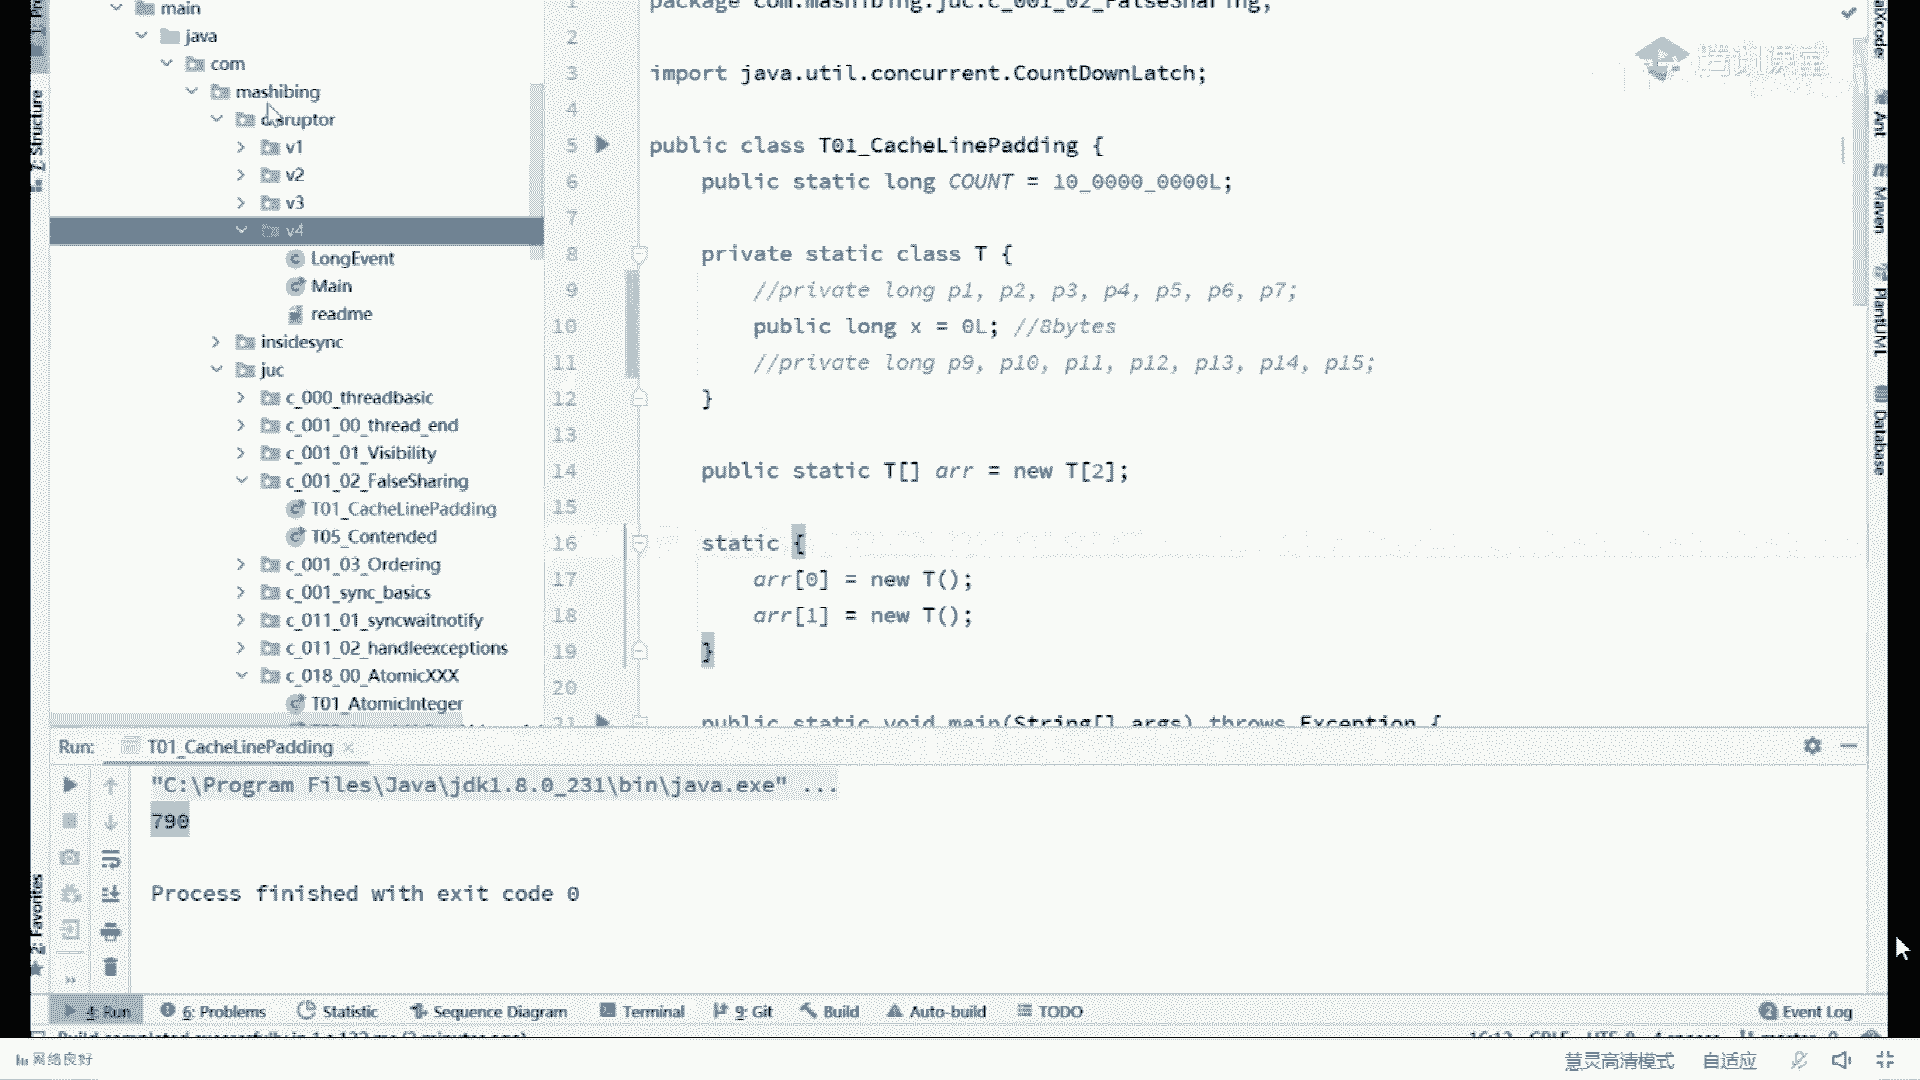 main
java
com
mashibing
disruptor
v1
v2
v3
v4
LongEvent
Main
readme
insidesync
juc
c_000_threadbasic
c_001_00_thread_end
c_001_01_Visibility
c_001_02_FalseSharing
T01_CacheLinePadding
T05_Contended
c_001_03_Ordering
c_001_sync_basics
c_011_01_syncwaitnotify
c_011_02_handleexceptions
c_018_00_AtomicXXX
T01_AtomicInteger
1 package com.mashibing.juc.c_001_02_FalseSharing;
2
3 import java.util.concurrent.CountDownLatch;
4
5 public class T01_CacheLinePadding {
6 public static long COUNT = 10_0000_0000L;
7
8 private static class T {
9 //private long p1, p2, p3, p4, p5, p6, p7;
10 public long x = 0L; //8bytes
11 //private long p9, p10, p11, p12, p13, p14, p15;
12 }
13
14 public static T[] arr = new T[2];
15
16 static {
17 arr[0] = new T();
18 arr[1] = new T();
19 }
20
21 public static void main(String[] args) throws Exception {
腾讯课堂
Structure
Ant
Maven
PlantUML
Database
2: Favorites
Run: T01_CacheLinePadding
"C:\Program Files\Java\jdk1.8.0_231\bin\java.exe" ...
790
Process finished with exit code 0
4: Run 6: Problems Statistic Sequence Diagram Terminal 9: Git Build Auto-build TODO 2 Event Log
网络良好 慧灵高清模式 自适应